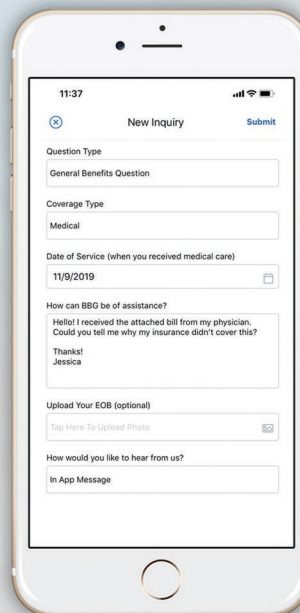 11:37
New Inquiry
Submit
Question Type
General Benefits Question
Coverage Type
Medical
Date of Service (when you received medical care)
11/9/2019
How can BBG be of assistance?
Hello! I received the attached bill from my physician.
Could you tell me why my insurance didn't cover this?
Thanks!
Jessica
Upload Your EOB (optional)
Tap Here To Upload Photo
How would you like to hear from us?
In App Message